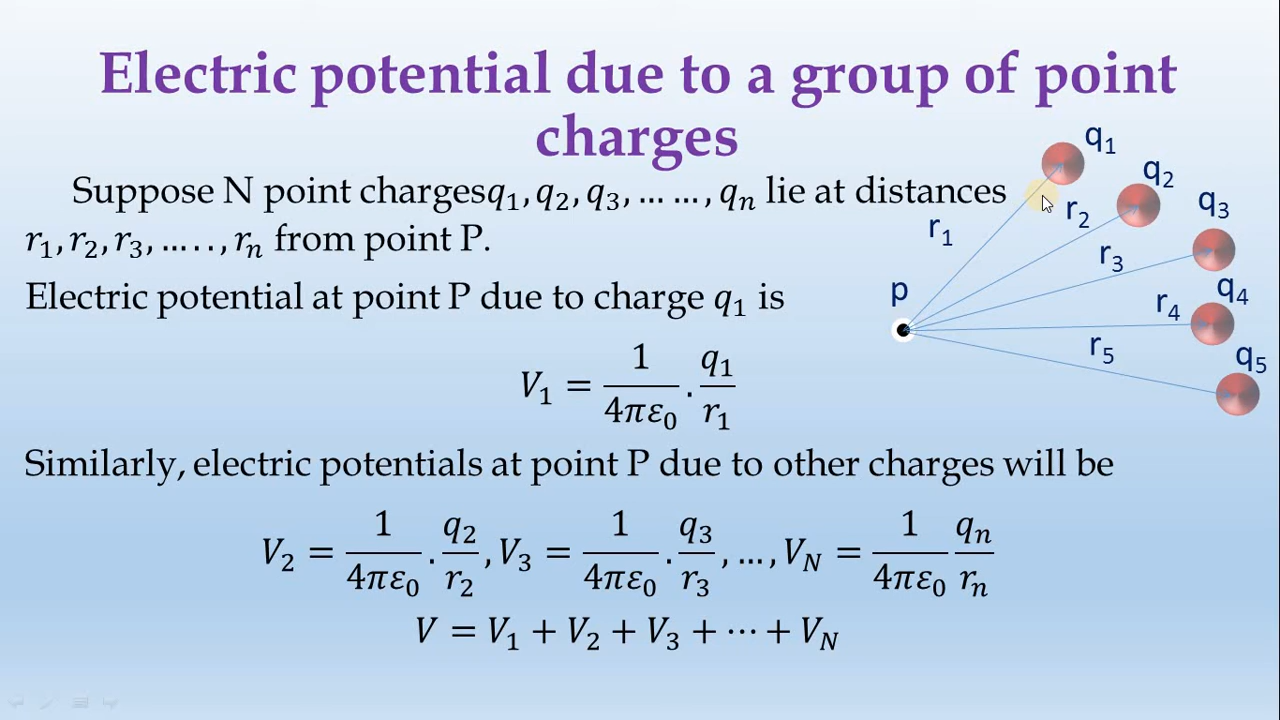 Electric potential due to a group of point
charges
Suppose N point chargesq₁, q₂, q₃, … …, qₙ lie at distances
r₁, r₂, r₃, … . . , rₙ from point P.
Electric potential at point P due to charge q₁ is
V₁ = 1/4πε₀ . q₁/r₁
Similarly, electric potentials at point P due to other charges will be
V₂ = 1/4πε₀ . q₂/r₂ , V₃ = 1/4πε₀ . q₃/r₃ , … , V_N = 1/4πε₀ qₙ/rₙ
V = V₁ + V₂ + V₃ + ⋯ + V_N
q₁
q₂
q₃
q₄
q₅
r₁
r₂
r₃
r₄
r₅
p